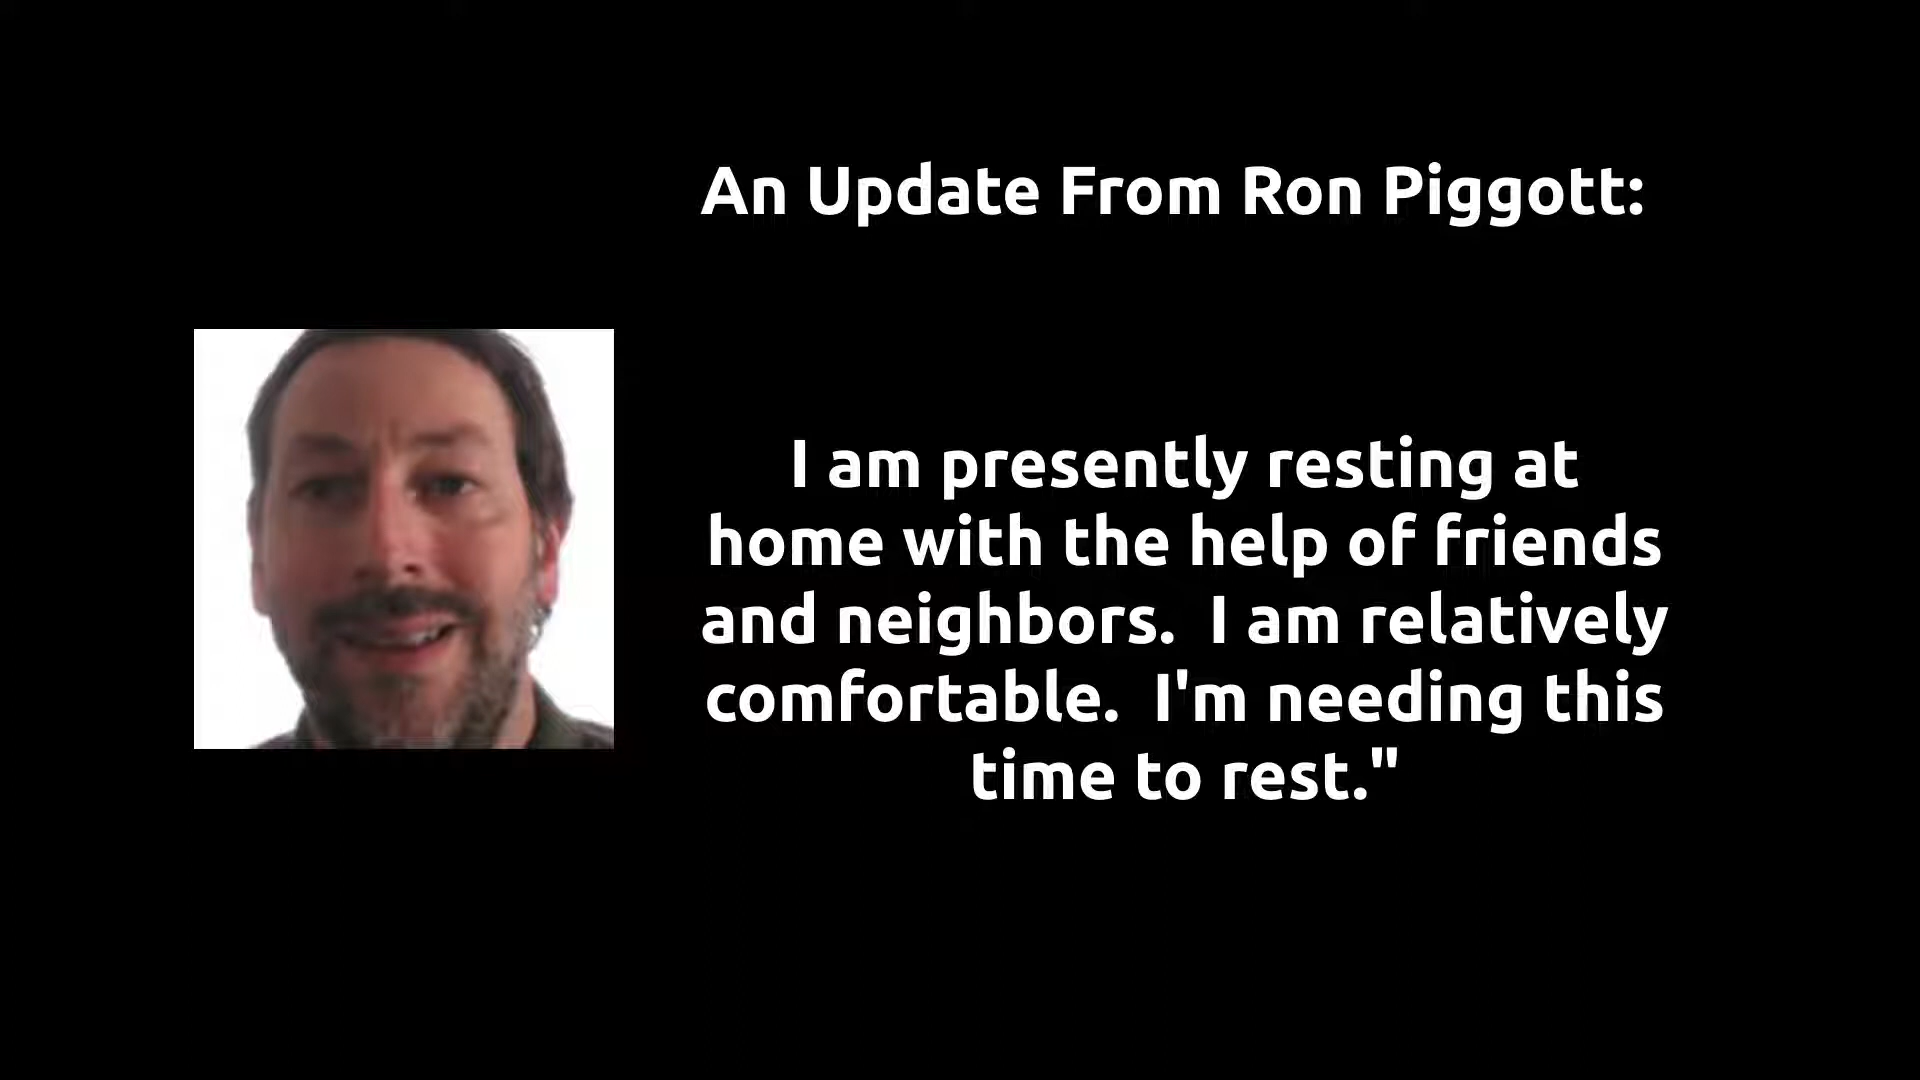 An Update From Ron Piggott:
I am presently resting at
home with the help of friends
and neighbors.  I am relatively
comfortable.  I'm needing this
time to rest."